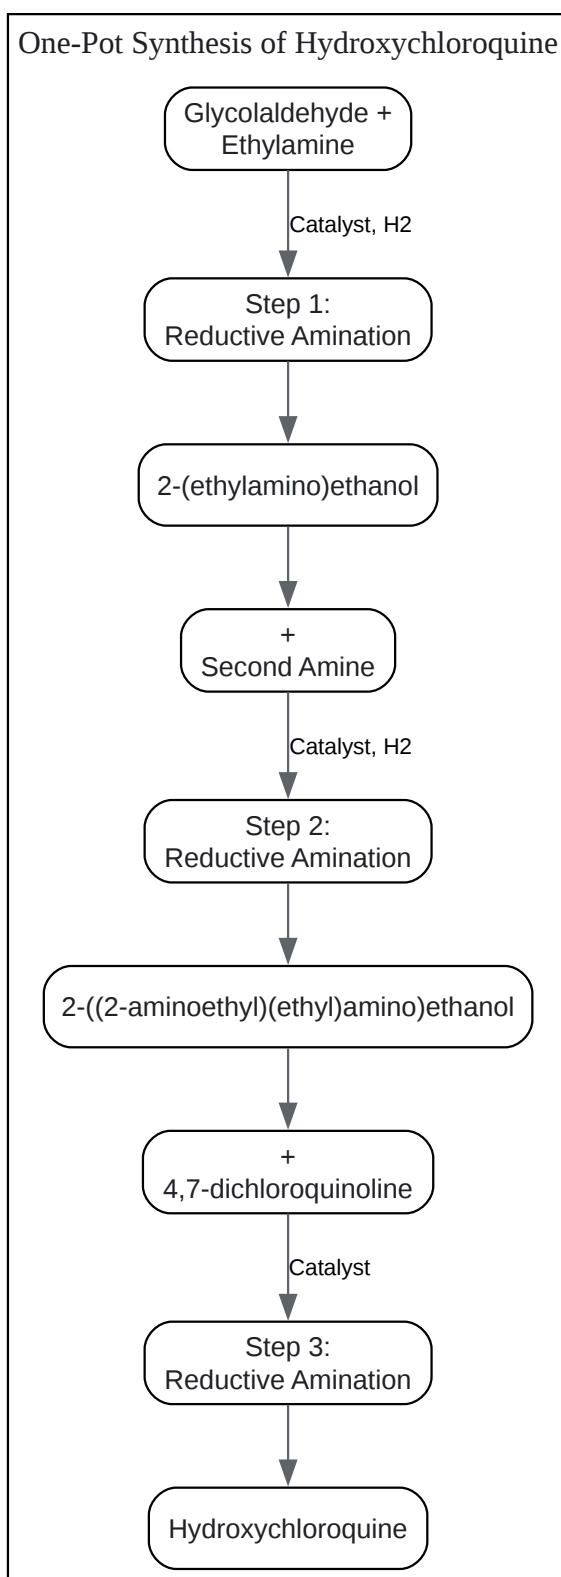 One-Pot Synthesis of Hydroxychloroquine
Glycolaldehyde +
Ethylamine
Catalyst, H2
Step 1:
Reductive Amination
2-(ethylamino)ethanol
+
Second Amine
Catalyst, H2
Step 2:
Reductive Amination
2-((2-aminoethyl)(ethyl)amino)ethanol
+
4,7-dichloroquinoline
Catalyst
Step 3:
Reductive Amination
Hydroxychloroquine